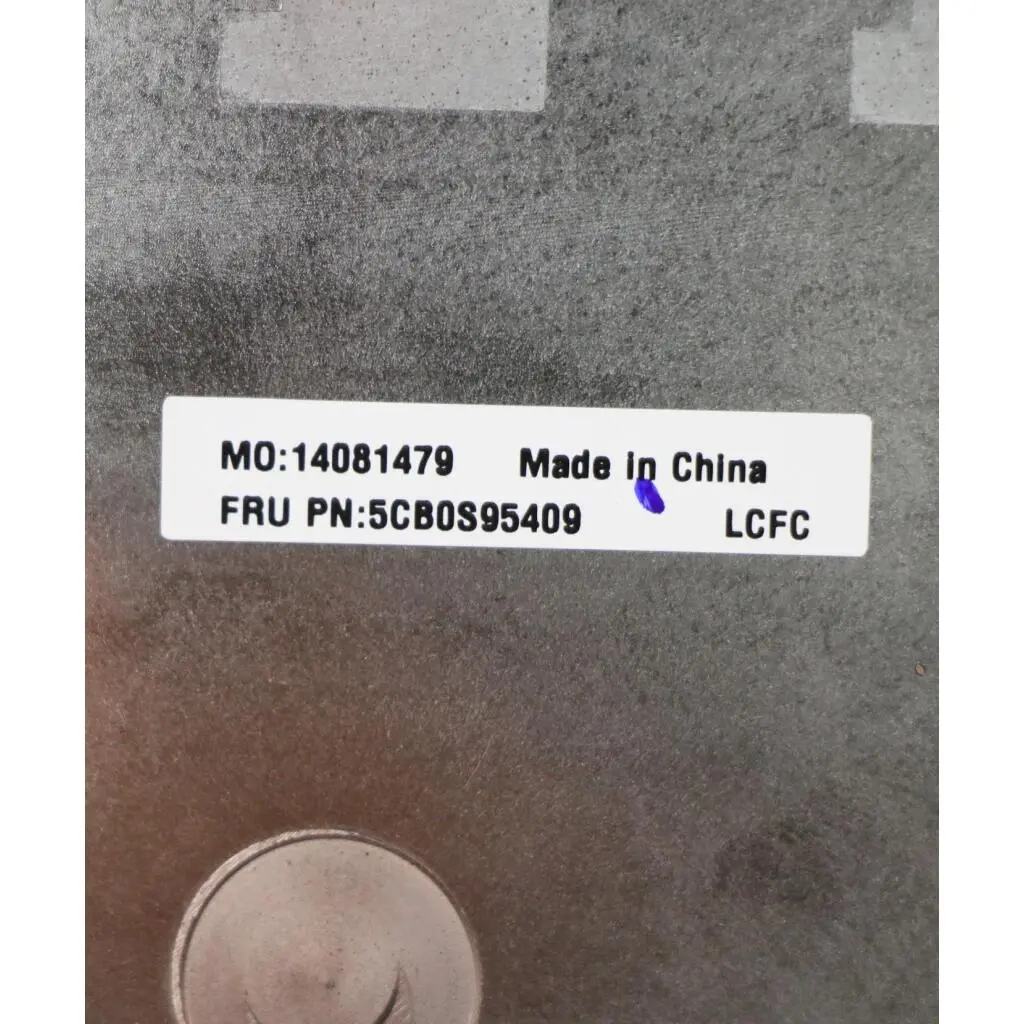 MO:14081479 Made in China
FRU PN:5CB0S95409 LCFC